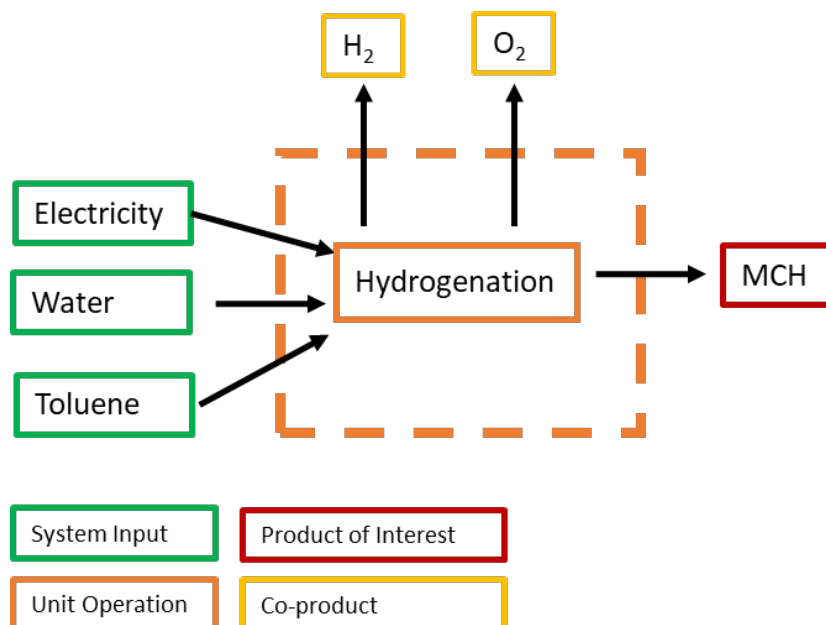 H₂
O₂
Electricity
Hydrogenation
MCH
Water
Toluene
System Input
Product of Interest
Unit Operation
Co-product